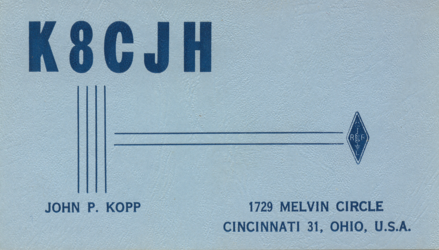 K8CJH
JOHN P. KOPP
1729 MELVIN CIRCLE
CINCINNATI 31, OHIO, U.S.A.